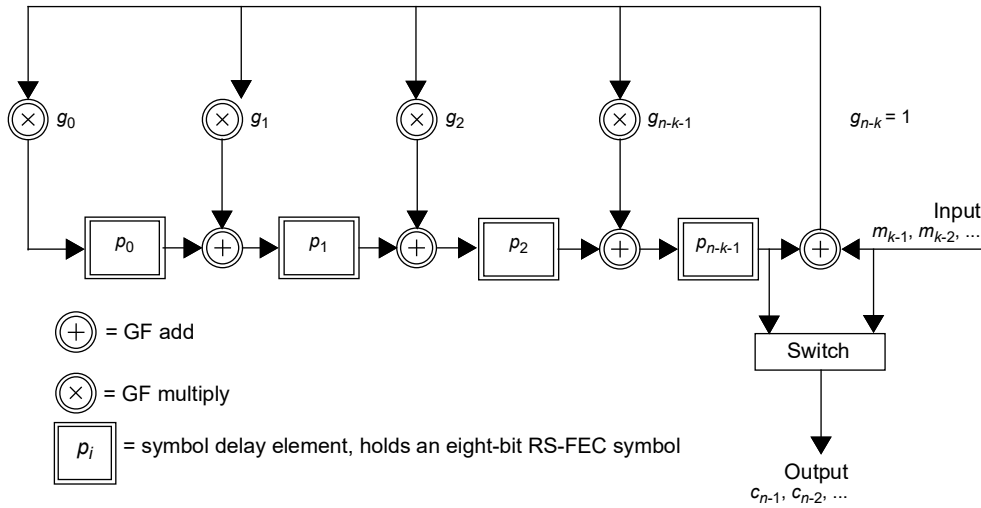 × g0 × g1 × g2 × gn-k-1 gn-k = 1
Input
mk-1, mk-2, ...
p0 + p1 + p2 + pn-k-1 +
+ = GF add
Switch
× = GF multiply
pi = symbol delay element, holds an eight-bit RS-FEC symbol
Output
cn-1, cn-2, ...